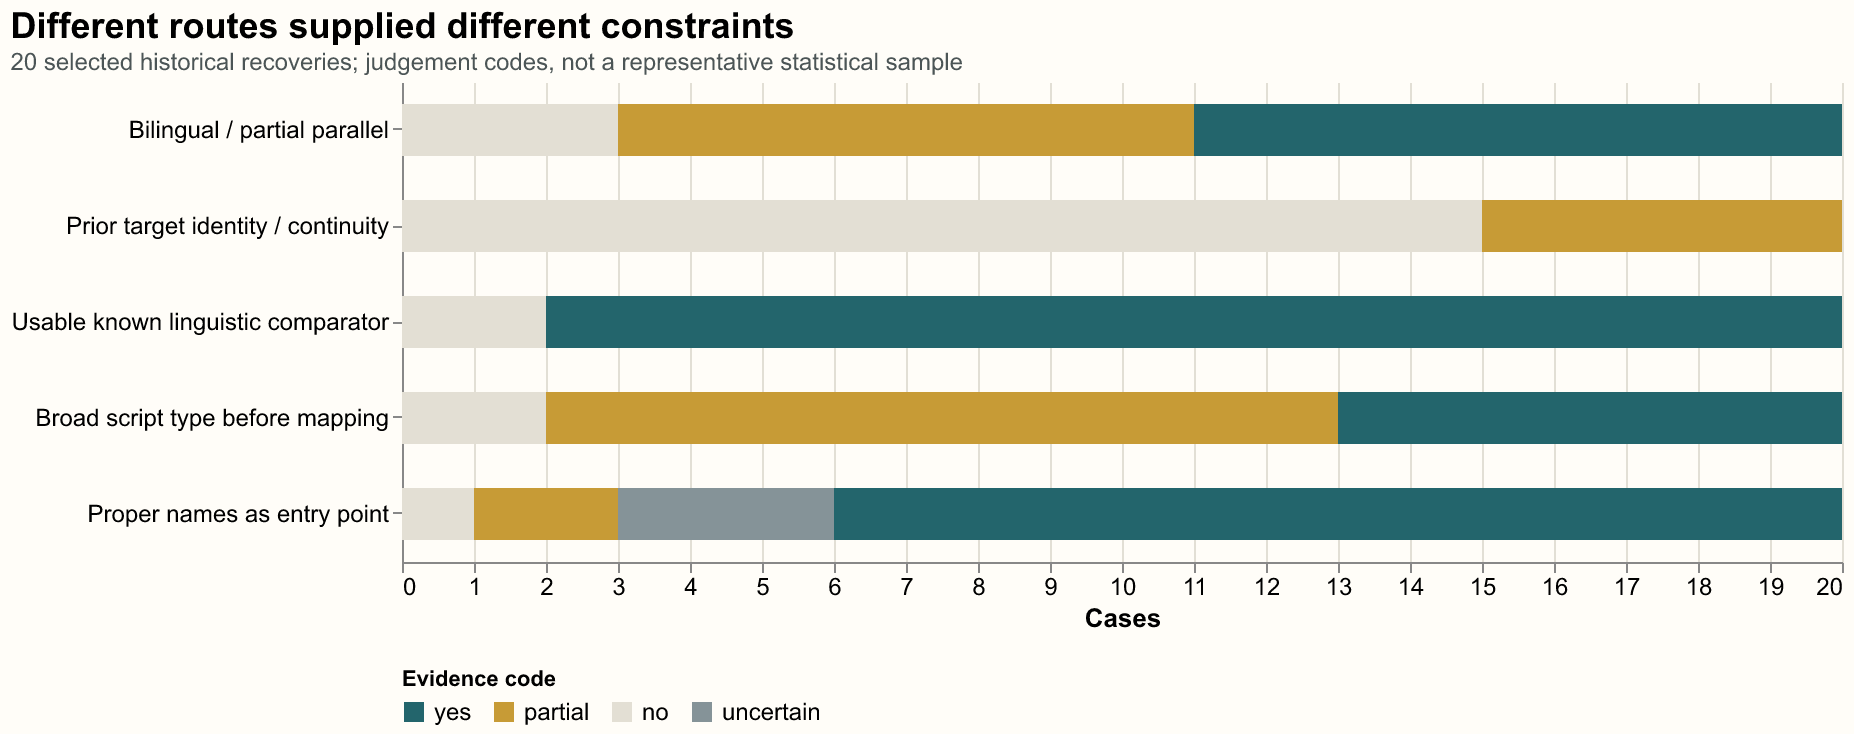 Different routes supplied different constraints
20 selected historical recoveries; judgement codes, not a representative statistical sample
Bilingual / partial parallel
Prior target identity / continuity
Usable known linguistic comparator
Broad script type before mapping
Proper names as entry point
0 1 2 3 4 5 6 7 8 9 10 11 12 13 14 15 16 17 18 19 20
Cases
Evidence code
yes partial no uncertain